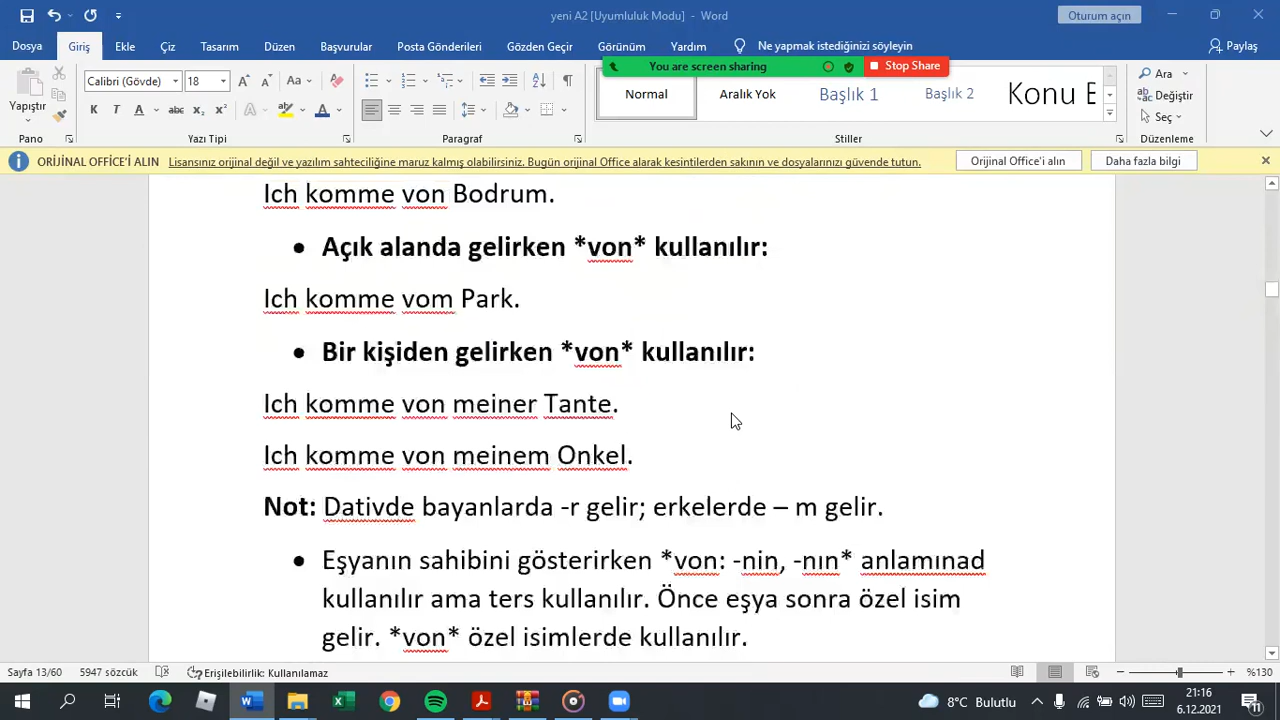 yeni A2 [Uyumluluk Modu] - Word
Oturum açın
Dosya Giriş Ekle Çiz Tasarım Düzen Başvurular Posta Gönderileri Gözden Geçir Görünüm Yardım Ne yapmak istediğinizi söyleyin Paylaş
You are screen sharing Stop Share
Yapıştır
Calibri (Gövde) 18
K T A abc x₂ x²
Normal Aralık Yok Başlık 1 Başlık 2 Konu B
Ara
Değiştir
Seç
Pano Yazı Tipi Paragraf Stiller Düzenleme
ORİJİNAL OFFICE'İ ALIN Lisansınız orijinal değil ve yazılım sahteciliğine maruz kalmış olabilirsiniz. Bugün orijinal Office alarak kesintilerden sakının ve dosyalarınızı güvende tutun. Orijinal Office'i alın Daha fazla bilgi
Ich komme von Bodrum.
• Açık alanda gelirken *von* kullanılır:
Ich komme vom Park.
• Bir kişiden gelirken *von* kullanılır:
Ich komme von meiner Tante.
Ich komme von meinem Onkel.
Not: Dativde bayanlarda -r gelir; erkelerde – m gelir.
• Eşyanın sahibini gösterirken *von: -nin, -nın* anlamınad
kullanılır ama ters kullanılır. Önce eşya sonra özel isim
gelir. *von* özel isimlerde kullanılır.
Sayfa 13/60 5947 sözcük Erişilebilirlik: Kullanılamaz %130
8°C Bulutlu
21:16
6.12.2021
11